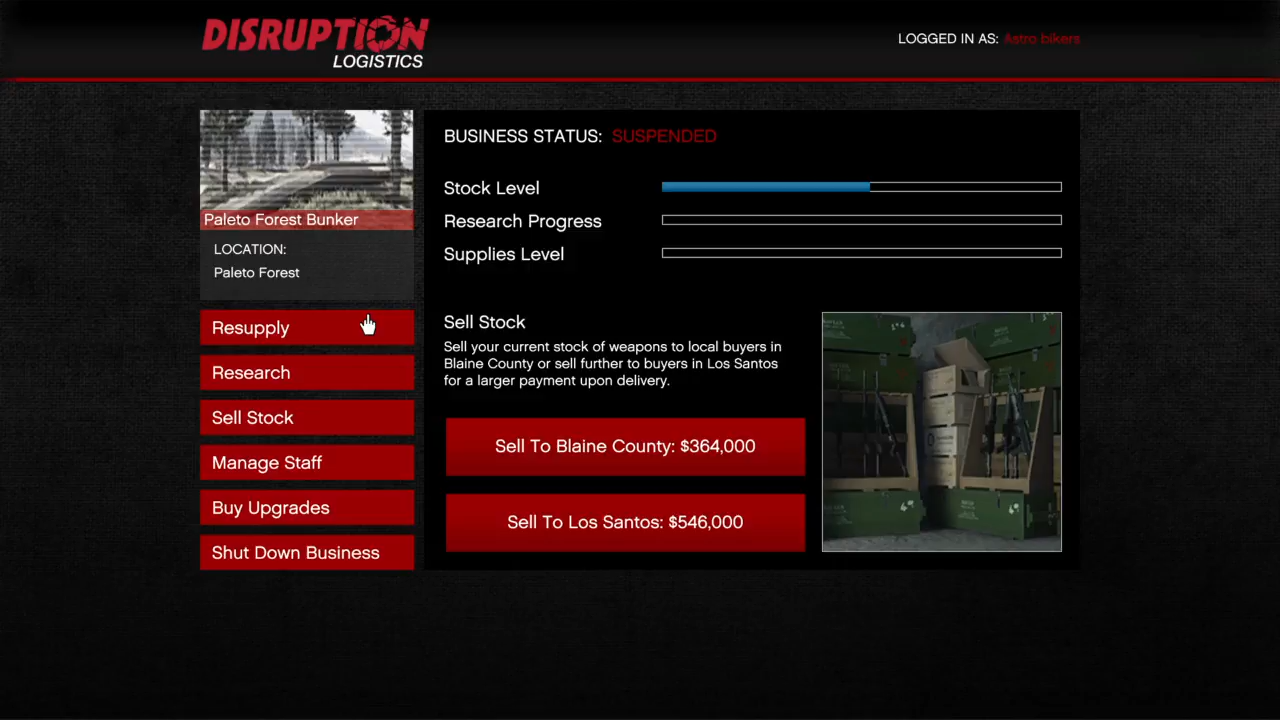 DISRUPTION
LOGISTICS
LOGGED IN AS: Astro bikers
Paleto Forest Bunker
LOCATION:
Paleto Forest
Resupply
Research
Sell Stock
Manage Staff
Buy Upgrades
Shut Down Business
BUSINESS STATUS: SUSPENDED
Stock Level
Research Progress
Supplies Level
Sell Stock
Sell your current stock of weapons to local buyers in
Blaine County or sell further to buyers in Los Santos
for a larger payment upon delivery.
Sell To Blaine County: $364,000
Sell To Los Santos: $546,000